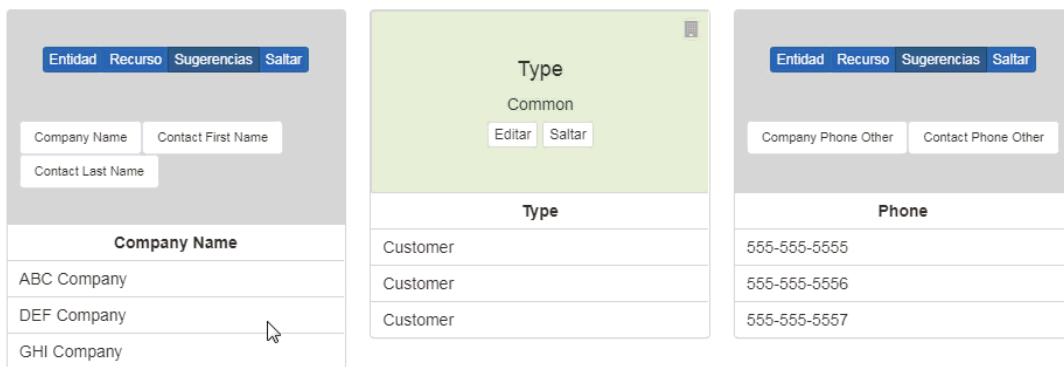 Entidad Recurso Sugerencias Saltar
Company Name Contact First Name
Contact Last Name
Company Name
ABC Company
DEF Company
GHI Company
Type
Common
Editar Saltar
Type
Customer
Customer
Customer
Entidad Recurso Sugerencias Saltar
Company Phone Other Contact Phone Other
Phone
555-555-5555
555-555-5556
555-555-5557